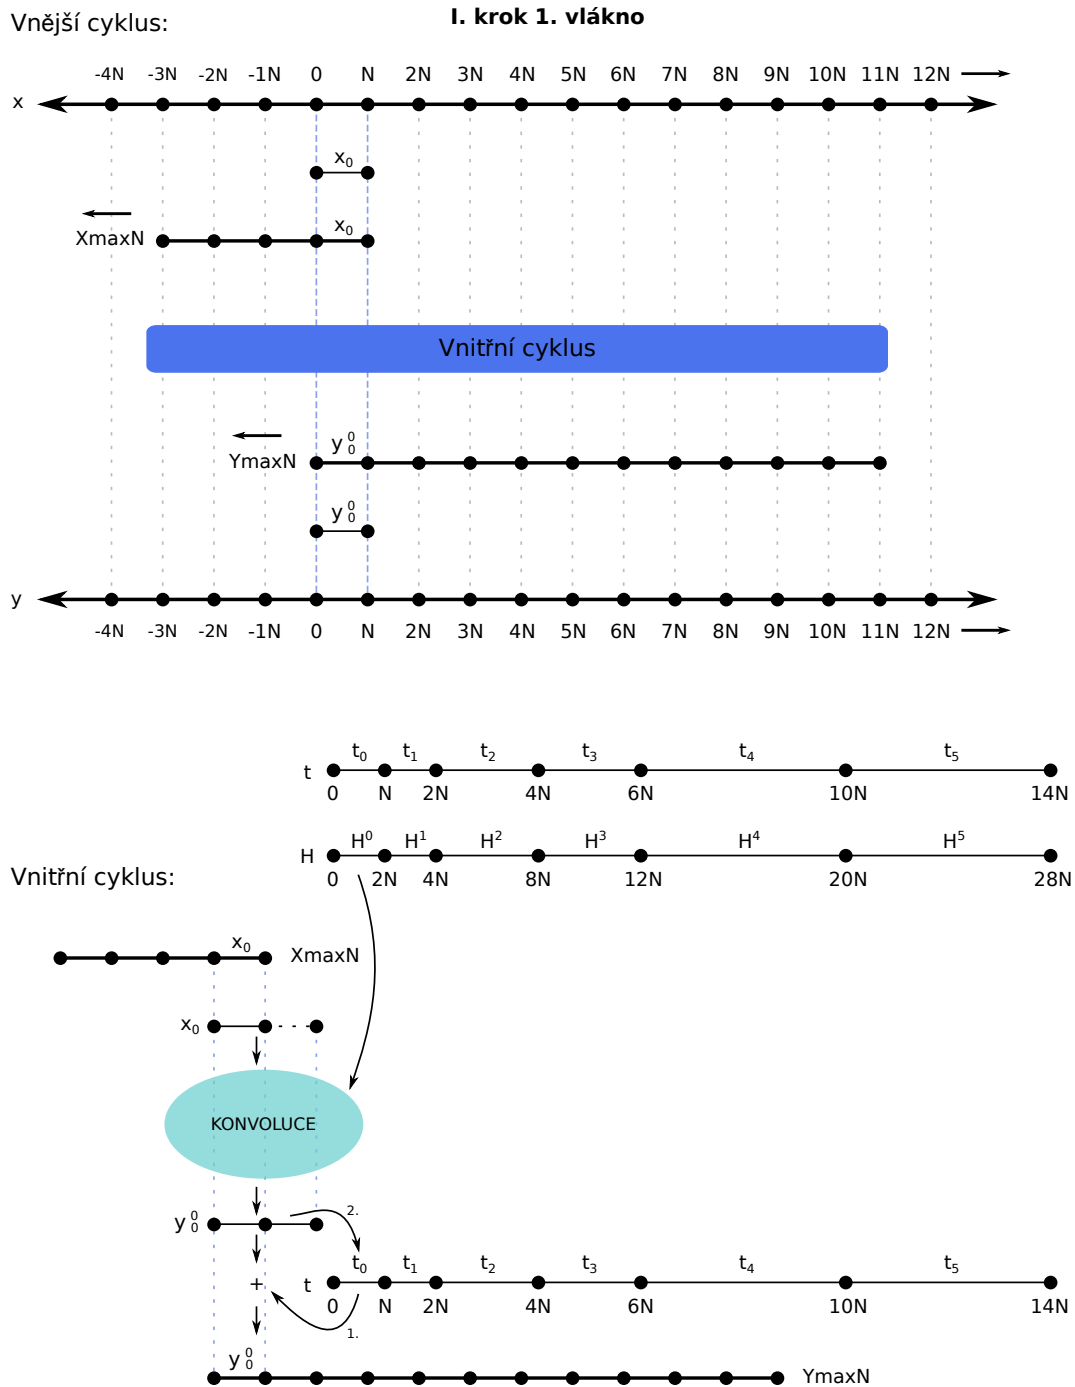 I. krok 1. vlákno
Vnější cyklus:
-4N -3N -2N -1N 0 N 2N 3N 4N 5N 6N 7N 8N 9N 10N 11N 12N
x
x₀
XmaxN x₀
Vnitřní cyklus
YmaxN y₀⁰
y₀⁰
y
-4N -3N -2N -1N 0 N 2N 3N 4N 5N 6N 7N 8N 9N 10N 11N 12N
t₀ t₁ t₂ t₃ t₄ t₅
t
0 N 2N 4N 6N 10N 14N
H⁰ H¹ H² H³ H⁴ H⁵
H
0 2N 4N 8N 12N 20N 28N
Vnitřní cyklus:
x₀ XmaxN
x₀
KONVOLUCE
y₀⁰ 2.
t₀ t₁ t₂ t₃ t₄ t₅
+ t
0 N 2N 4N 6N 10N 14N
1.
y₀⁰ YmaxN